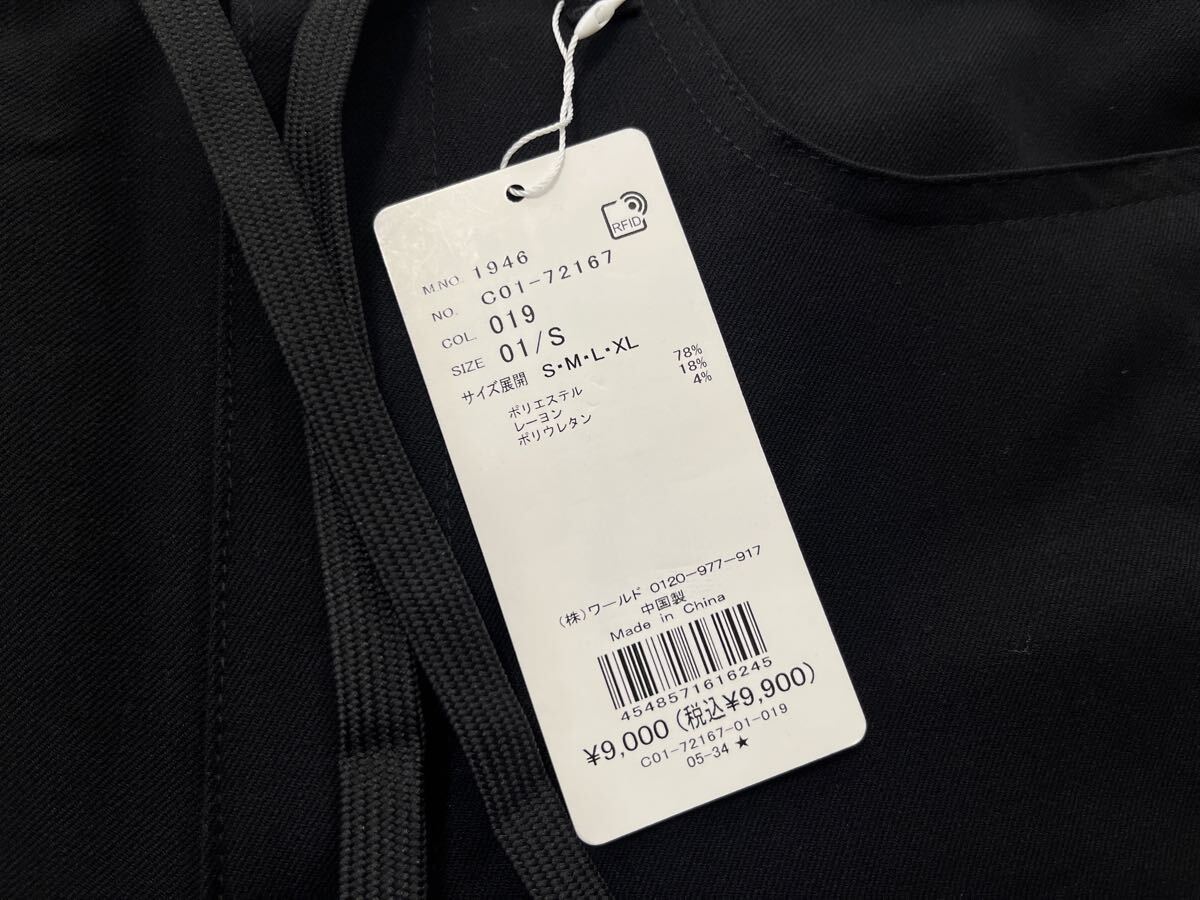 RFID
M.NO. 1946
NO. C01-72167
COL. 019
SIZE 01/S
サイズ展開 S・M・L・XL
ポリエステル 78%
レーヨン 18%
ポリウレタン 4%
(株)ワールド 0120-977-917
中国製
Made in China
4548571616245
¥9,000(税込¥9,900)
C01-72167-01-019
05-34 ★